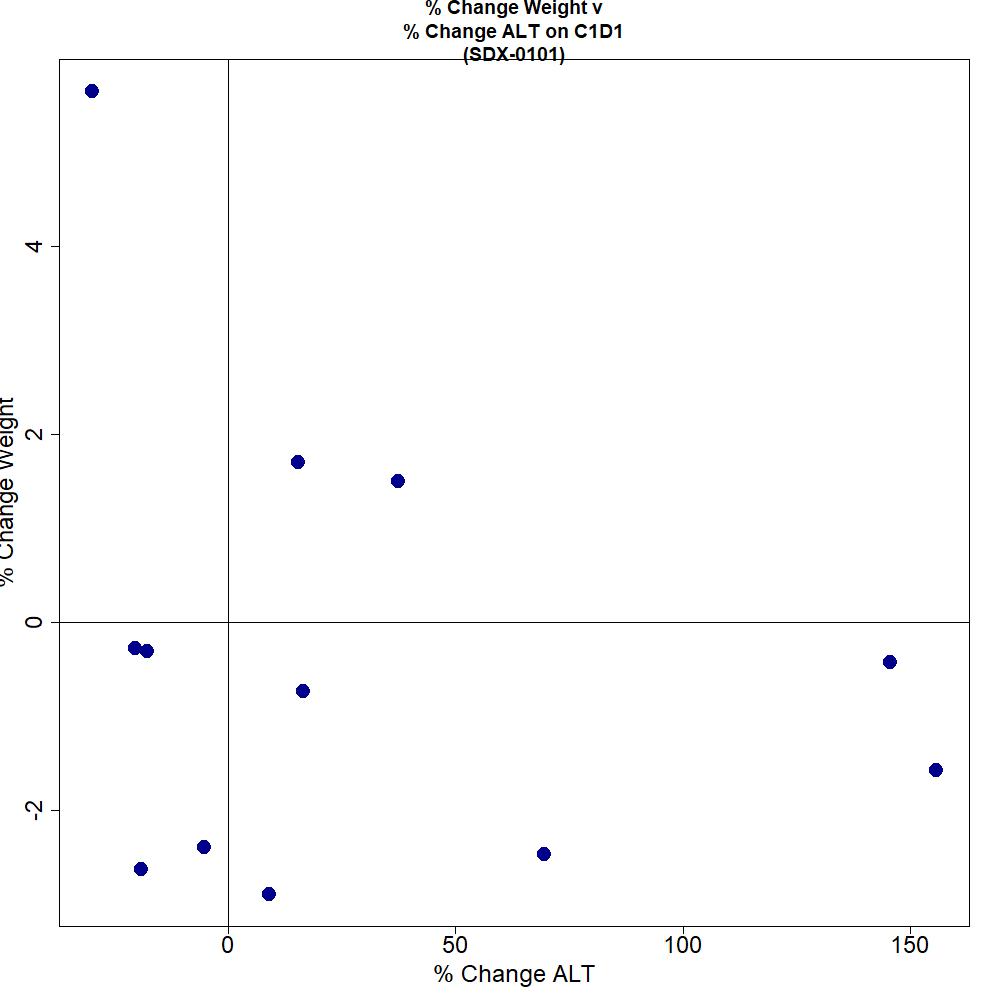 % Change Weight v
% Change ALT on C1D1
(SDX-0101)
% Change Weight
4
2
0
-2
0
50
100
150
% Change ALT